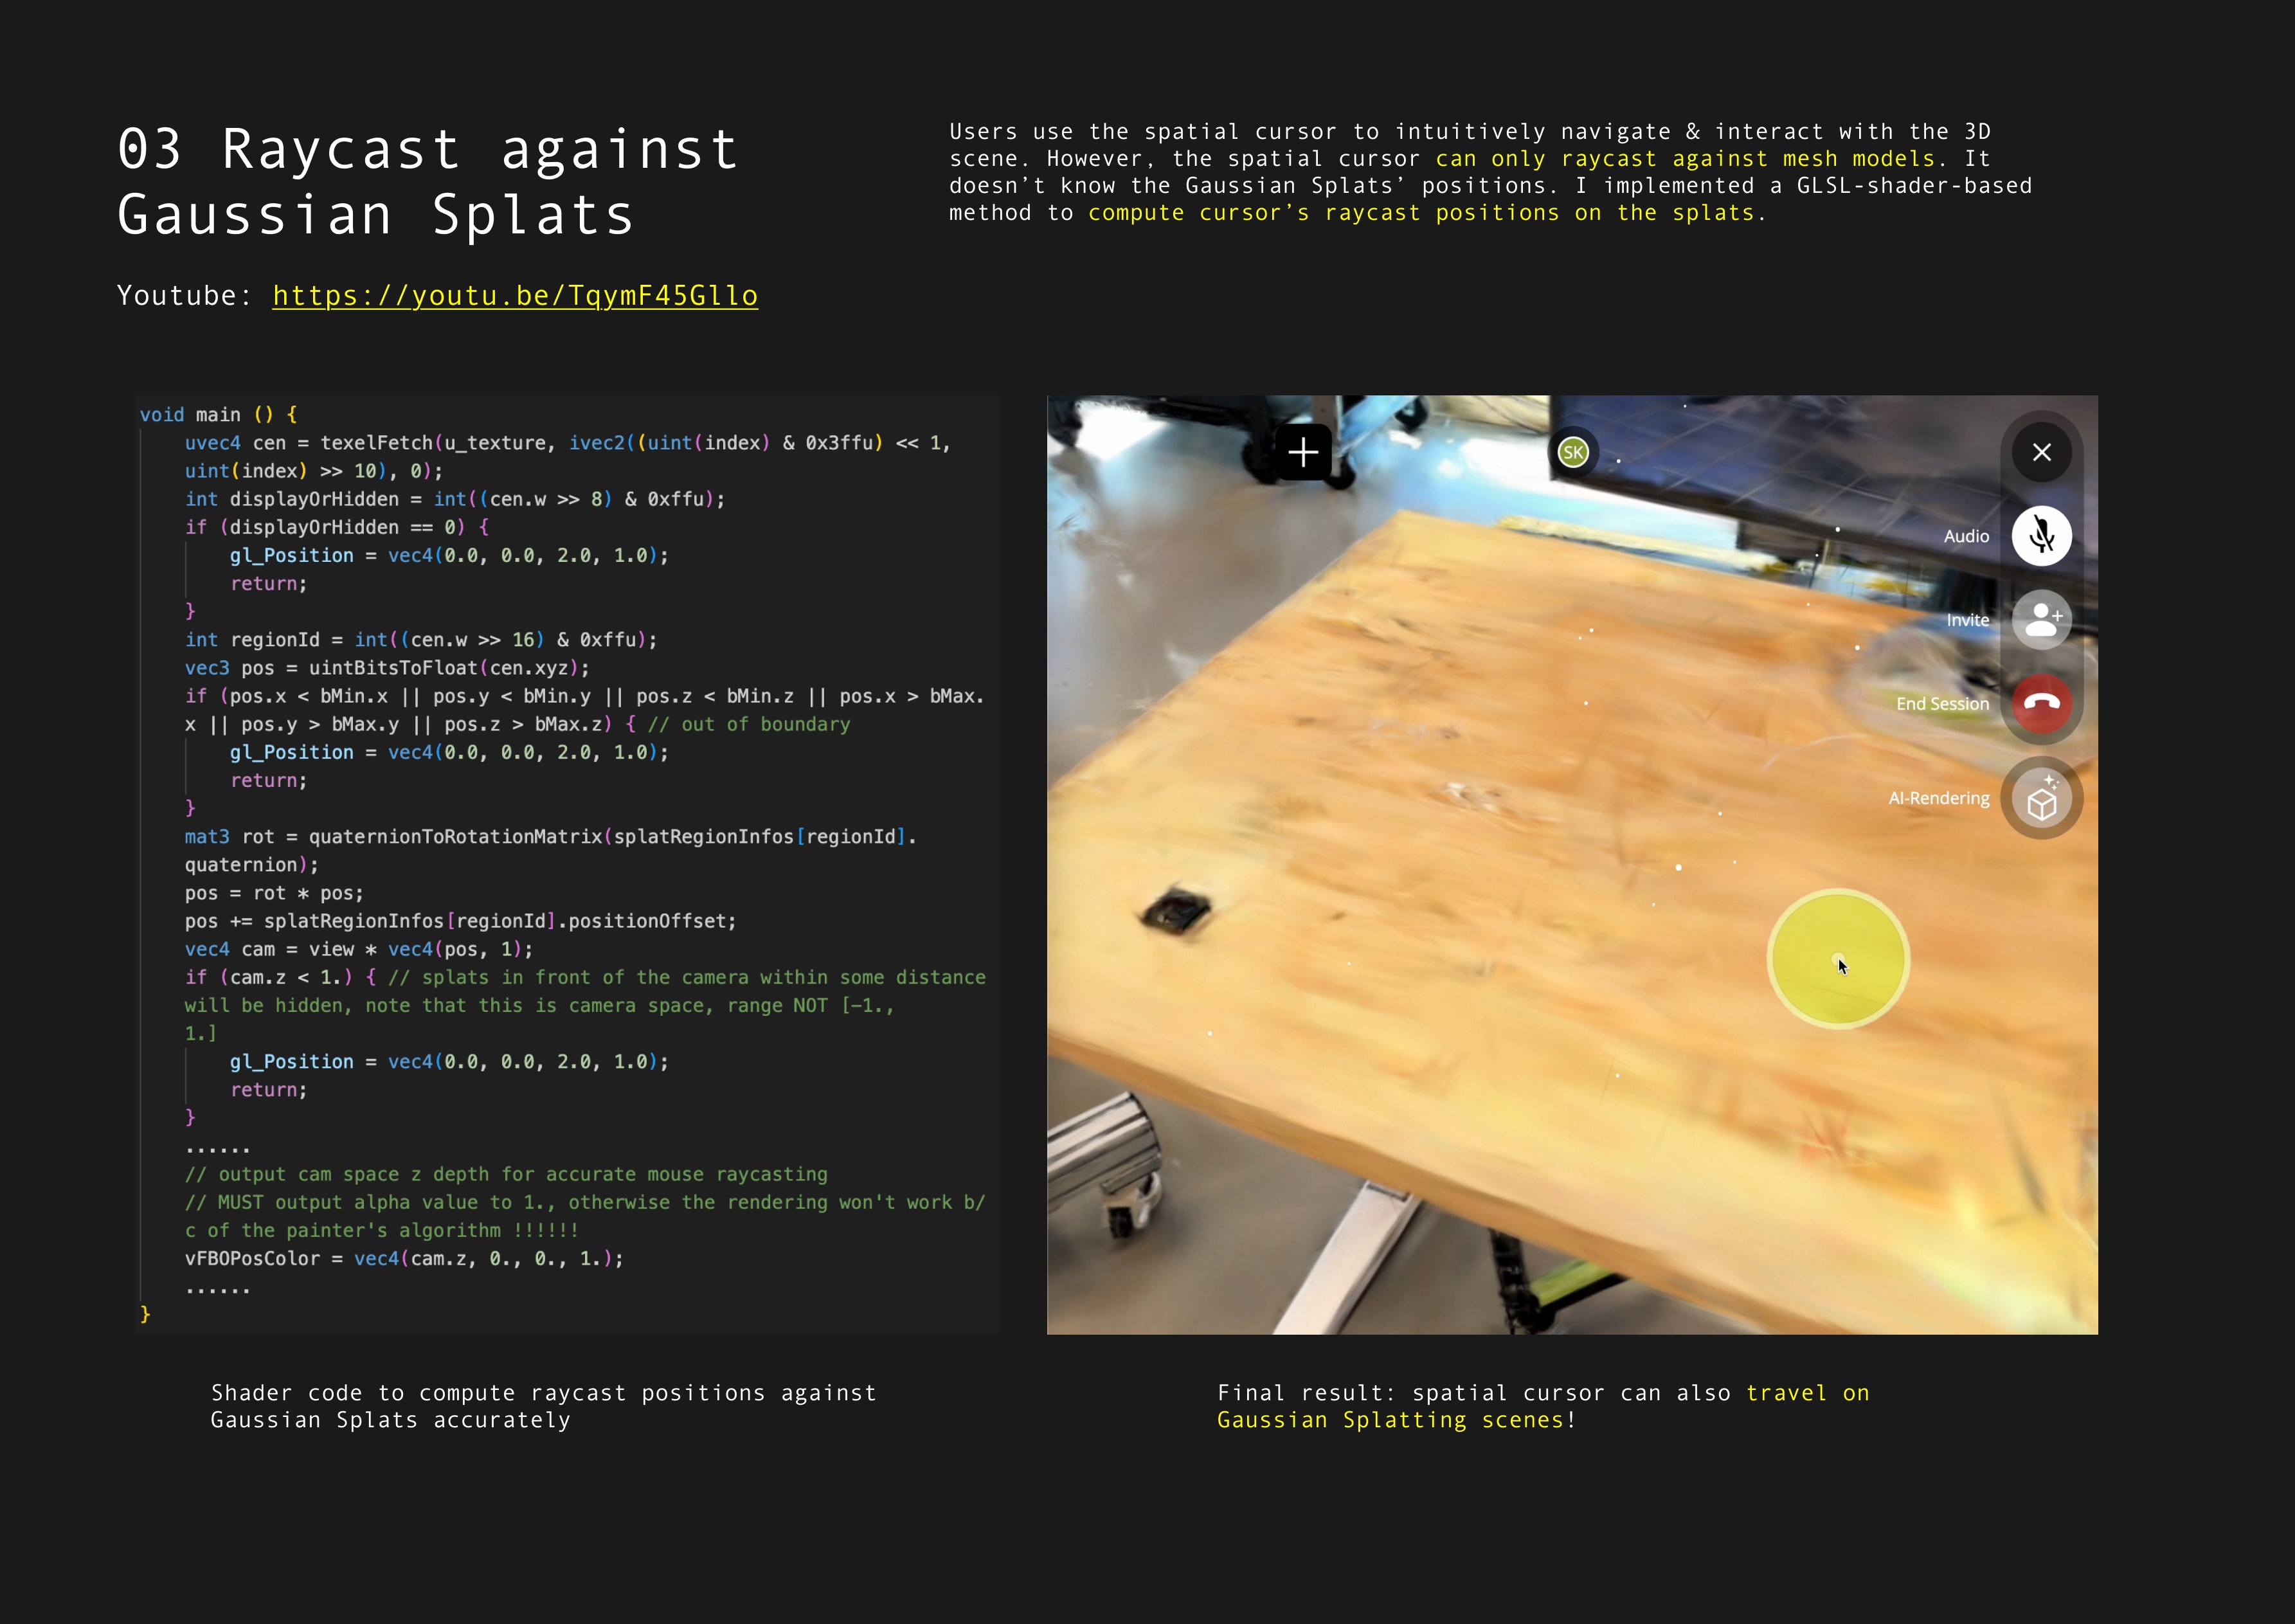 03 Raycast against
Gaussian Splats
Youtube: https://youtu.be/TqymF45Gllo
Users use the spatial cursor to intuitively navigate & interact with the 3D
scene. However, the spatial cursor can only raycast against mesh models. It
doesn’t know the Gaussian Splats’ positions. I implemented a GLSL-shader-based
method to compute cursor’s raycast positions on the splats.
void main () {
uvec4 cen = texelFetch(u_texture, ivec2((uint(index) & 0x3ffu) << 1,
uint(index) >> 10), 0);
int displayOrHidden = int((cen.w >> 8) & 0xffu);
if (displayOrHidden == 0) {
gl_Position = vec4(0.0, 0.0, 2.0, 1.0);
return;
}
int regionId = int((cen.w >> 16) & 0xffu);
vec3 pos = uintBitsToFloat(cen.xyz);
if (pos.x < bMin.x || pos.y < bMin.y || pos.z < bMin.z || pos.x > bMax.
x || pos.y > bMax.y || pos.z > bMax.z) { // out of boundary
gl_Position = vec4(0.0, 0.0, 2.0, 1.0);
return;
}
mat3 rot = quaternionToRotationMatrix(splatRegionInfos[regionId].
quaternion);
pos = rot * pos;
pos += splatRegionInfos[regionId].positionOffset;
vec4 cam = view * vec4(pos, 1);
if (cam.z < 1.) { // splats in front of the camera within some distance
will be hidden, note that this is camera space, range NOT [-1.,
1.]
gl_Position = vec4(0.0, 0.0, 2.0, 1.0);
return;
}
......
// output cam space z depth for accurate mouse raycasting
// MUST output alpha value to 1., otherwise the rendering won't work b/
c of the painter's algorithm !!!!!!
vFBOPosColor = vec4(cam.z, 0., 0., 1.);
......
}
SK
Audio
Invite
End Session
AI-Rendering
Shader code to compute raycast positions against
Gaussian Splats accurately
Final result: spatial cursor can also travel on
Gaussian Splatting scenes!